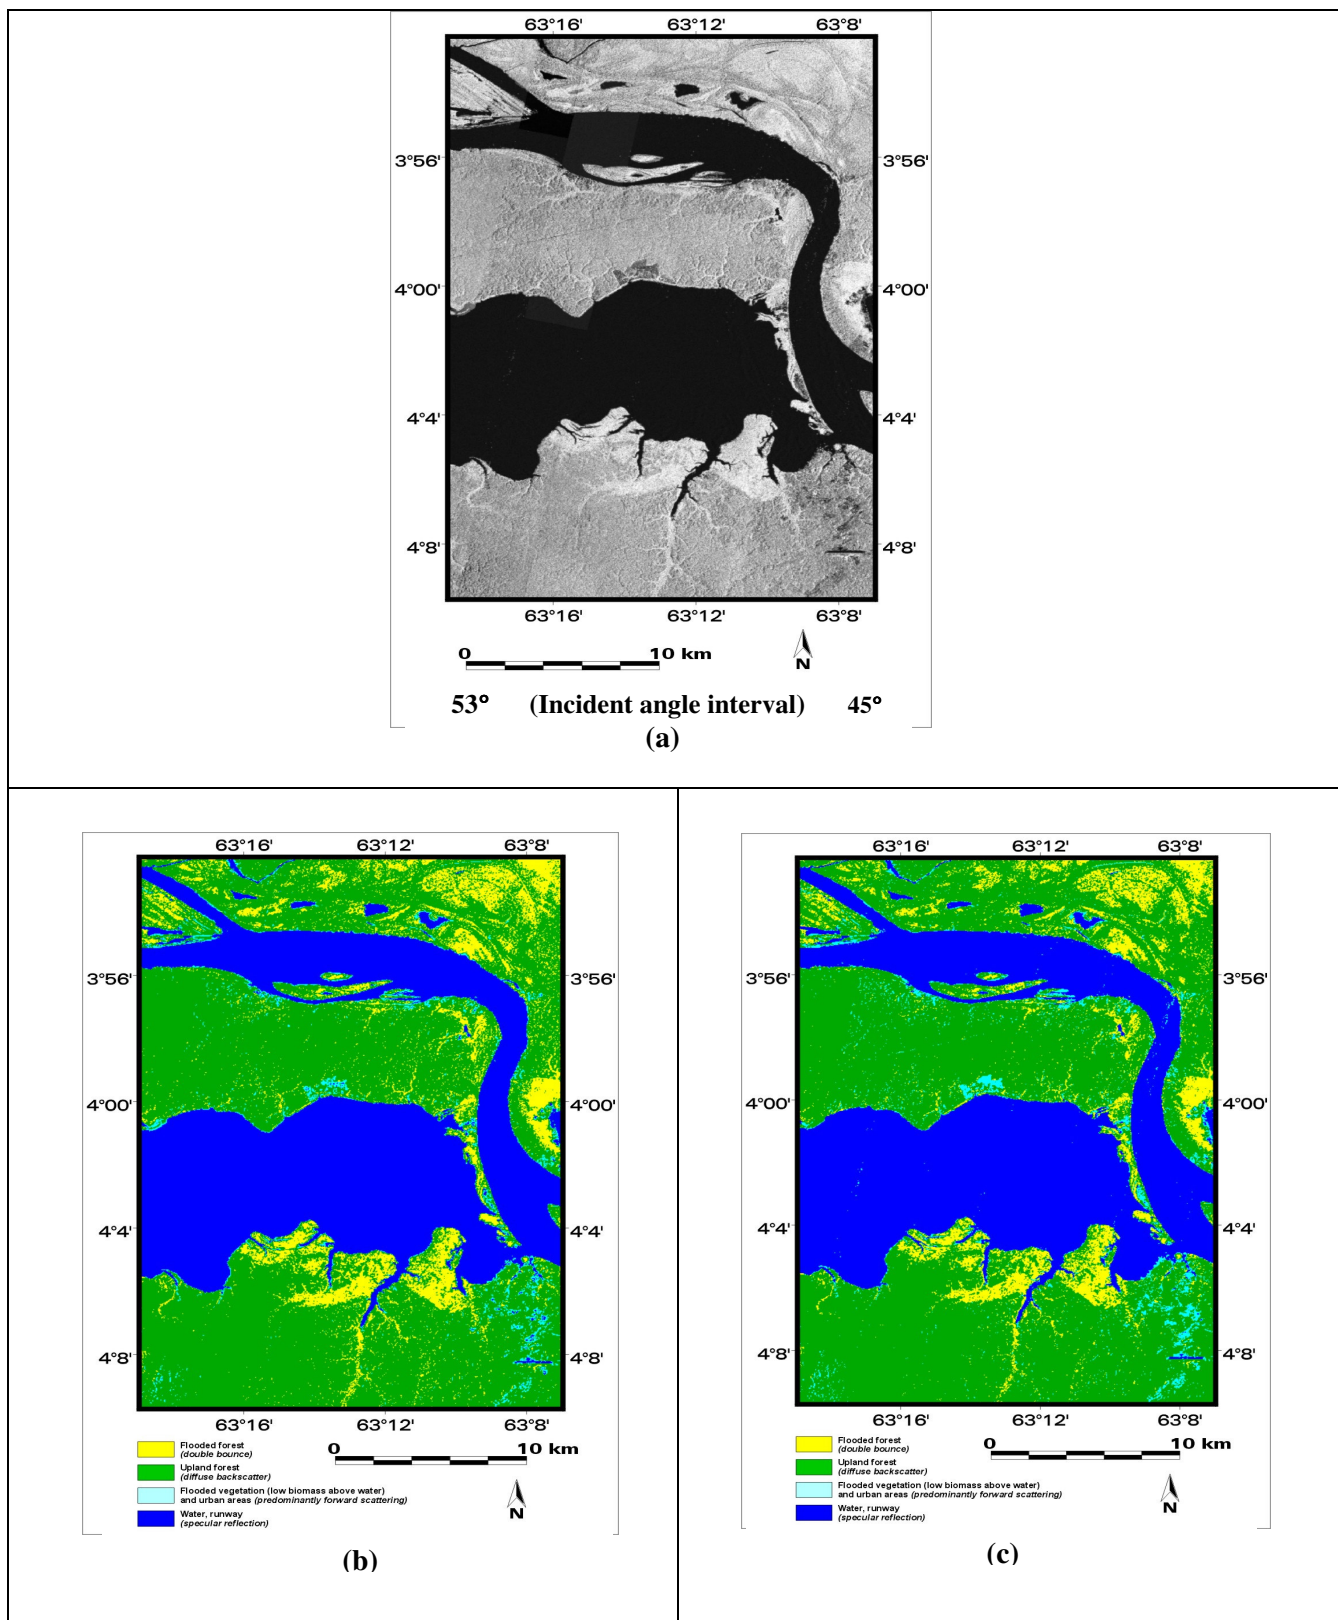 63°16' 63°12' 63°8'
3°56' 3°56'
4°00' 4°00'
4°4' 4°4'
4°8' 4°8'
63°16' 63°12' 63°8'
0 10 km
N
53° (Incident angle interval) 45°
(a)
63°16' 63°12' 63°8'
3°56' 3°56'
4°00' 4°00'
4°4' 4°4'
4°8' 4°8'
63°16' 63°12' 63°8'
Flooded forest
(double bounce)
Upland forest
(diffuse backscatter)
Flooded vegetation (low biomass above water)
and urban areas (predominantly forward scattering)
Water, runway
(specular reflection)
0 10 km
N
(b)
63°16' 63°12' 63°8'
3°56' 3°56'
4°00' 4°00'
4°4' 4°4'
4°8' 4°8'
63°16' 63°12' 63°8'
Flooded forest
(double bounce)
Upland forest
(diffuse backscatter)
Flooded vegetation (low biomass above water)
and urban areas (predominantly forward scattering)
Water, runway
(specular reflection)
0 10 km
N
(c)